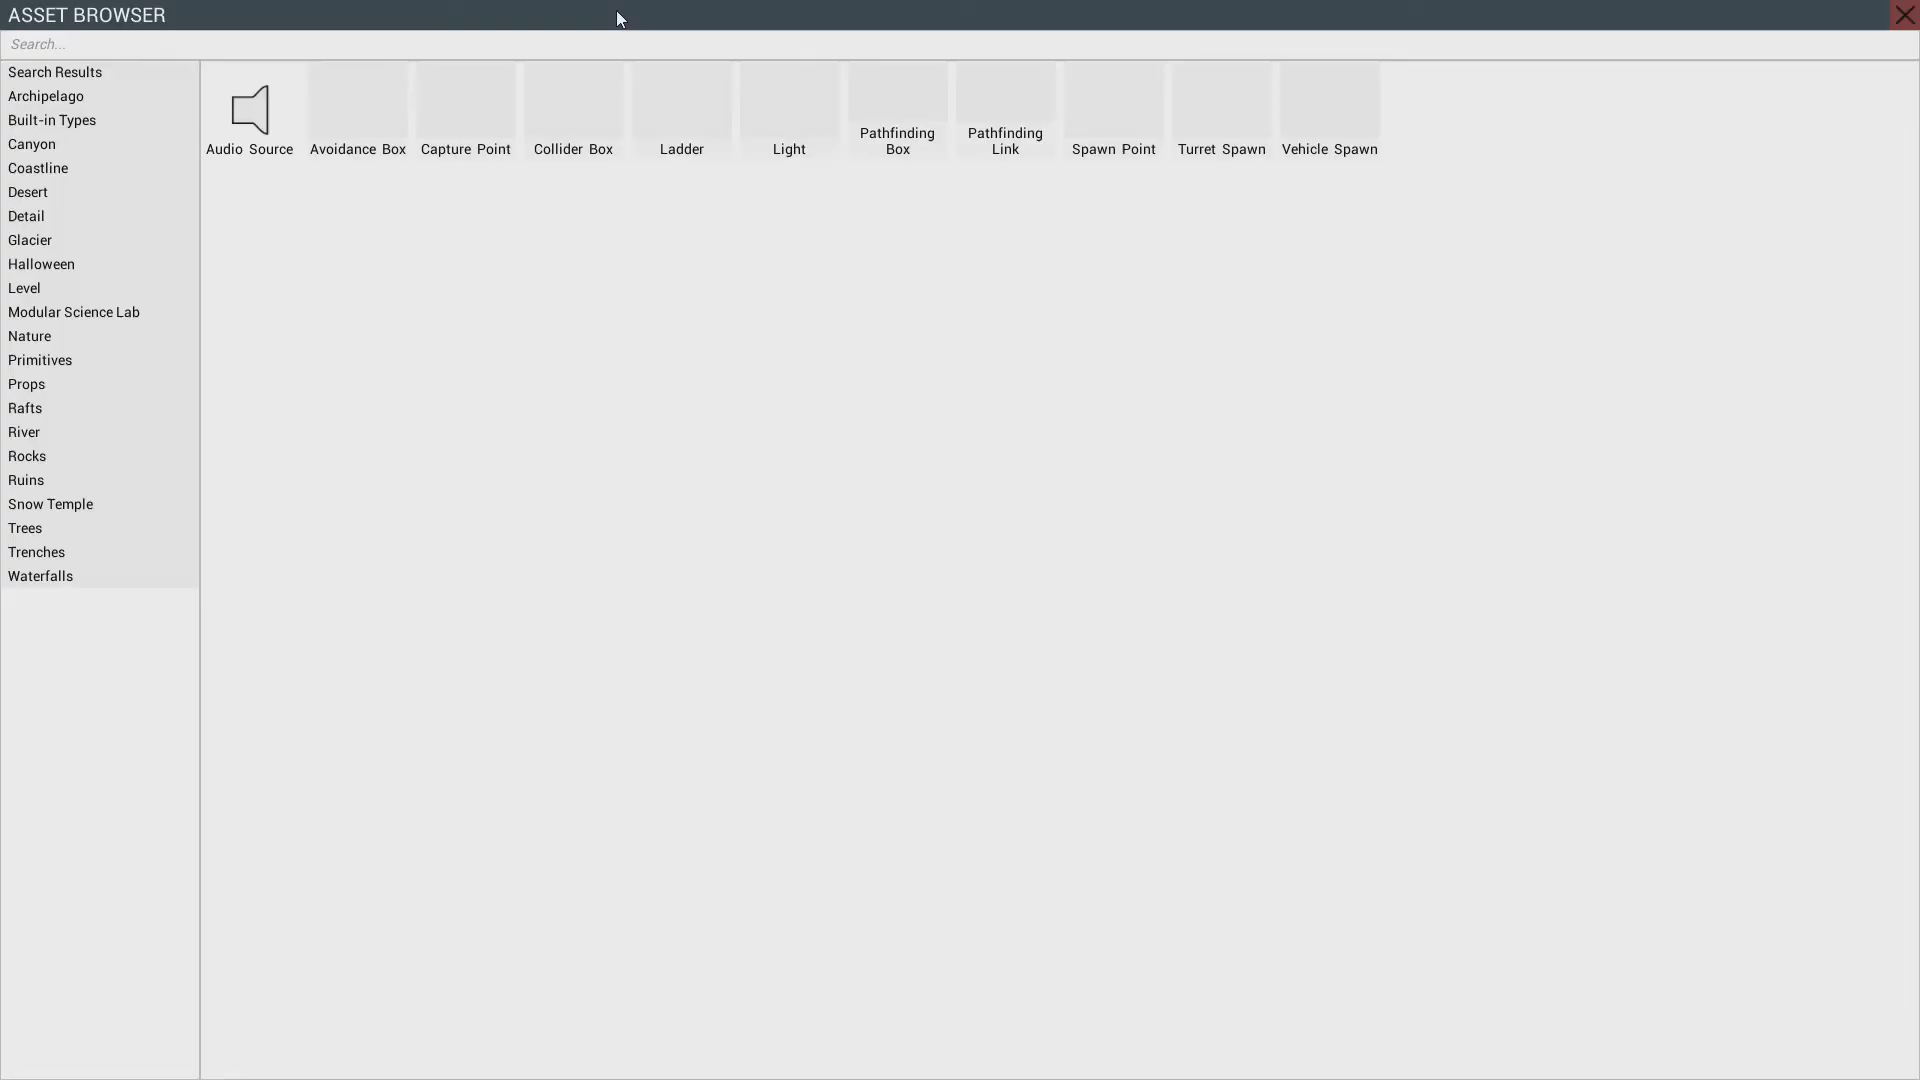 ASSET BROWSER
Search...
Search Results
Archipelago
Built-in Types
Canyon
Coastline
Desert
Detail
Glacier
Halloween
Level
Modular Science Lab
Nature
Primitives
Props
Rafts
River
Rocks
Ruins
Snow Temple
Trees
Trenches
Waterfalls
Audio Source
Avoidance Box
Capture Point
Collider Box
Ladder
Light
Pathfinding
Box
Pathfinding
Link
Spawn Point
Turret Spawn
Vehicle Spawn